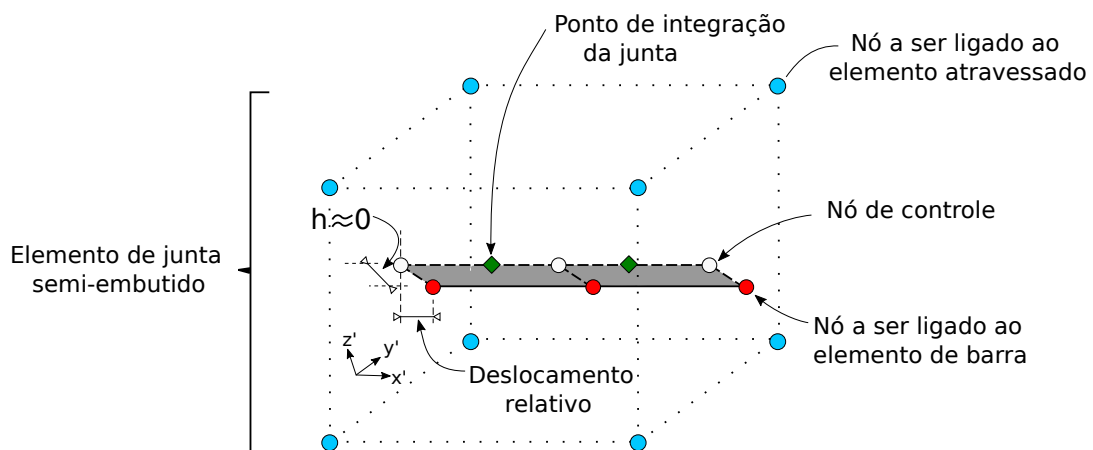 Ponto de integração
da junta
Nó a ser ligado ao
elemento atravessado
h≈0
Nó de controle
Elemento de junta
semi-embutido
Nó a ser ligado ao
elemento de barra
z'
y'
x'
Deslocamento
relativo